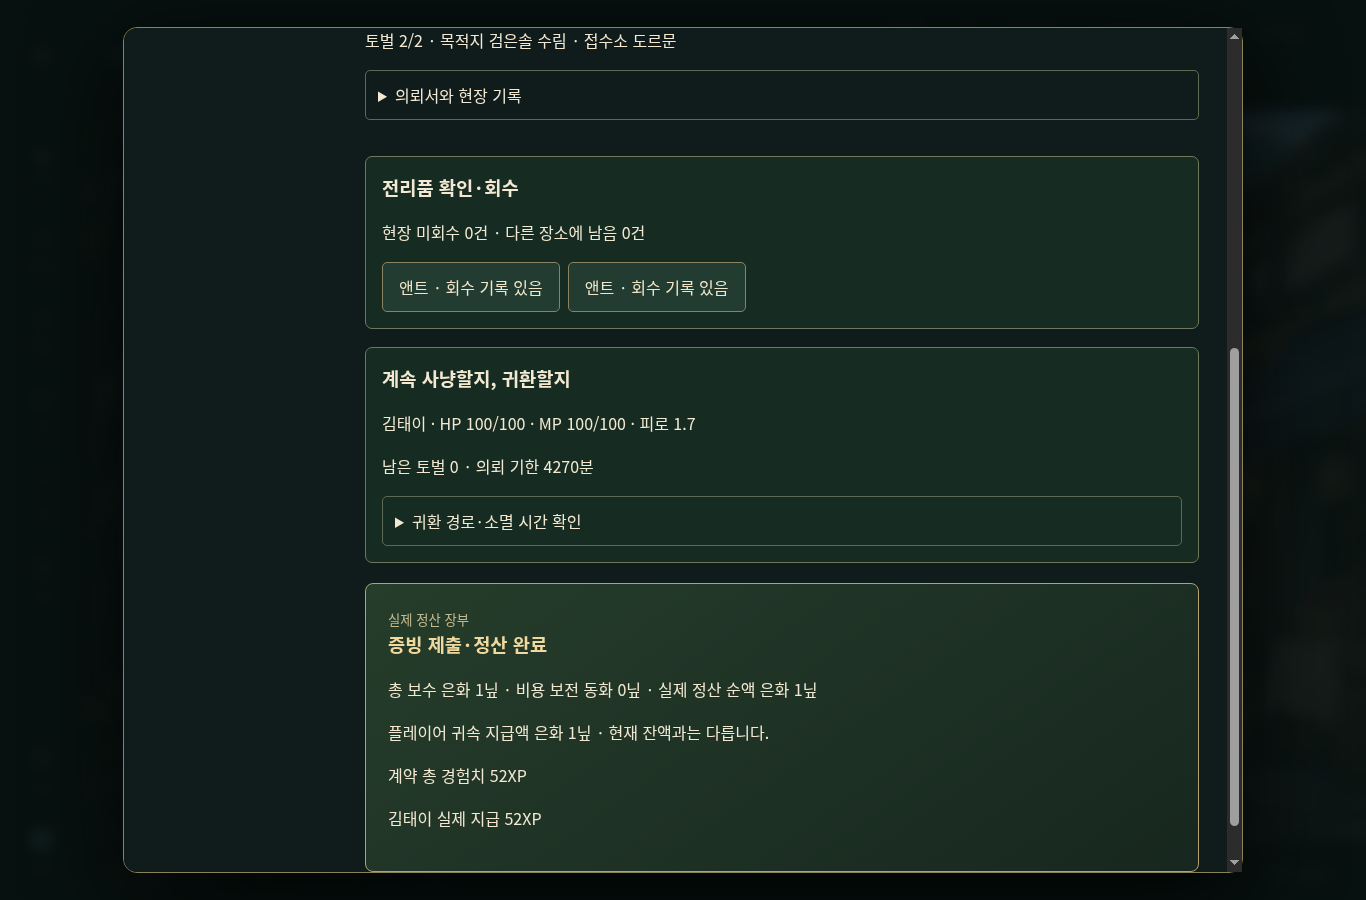 토벌 2/2 · 목적지 검은솔 수림 · 접수소 도르문
▶ 의뢰서와 현장 기록
전리품 확인·회수
현장 미회수 0건 · 다른 장소에 남음 0건
앤트 · 회수 기록 있음
앤트 · 회수 기록 있음
계속 사냥할지, 귀환할지
김태이 · HP 100/100 · MP 100/100 · 피로 1.7
남은 토벌 0 · 의뢰 기한 4270분
▶ 귀환 경로·소멸 시간 확인
실제 정산 장부
증빙 제출·정산 완료
총 보수 은화 1닢 · 비용 보전 동화 0닢 · 실제 정산 순액 은화 1닢
플레이어 귀속 지급액 은화 1닢 · 현재 잔액과는 다릅니다.
계약 총 경험치 52XP
김태이 실제 지급 52XP